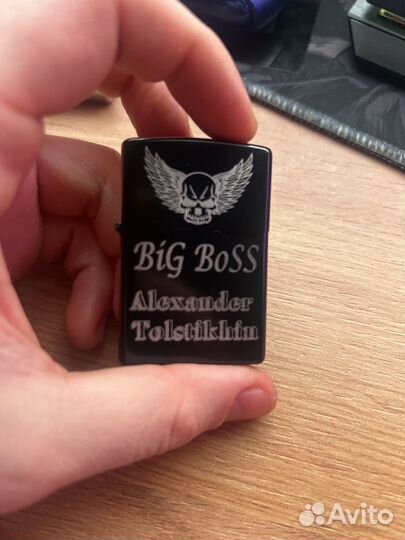 BiG BoSS
Alexander
Tolstikhin
Avito